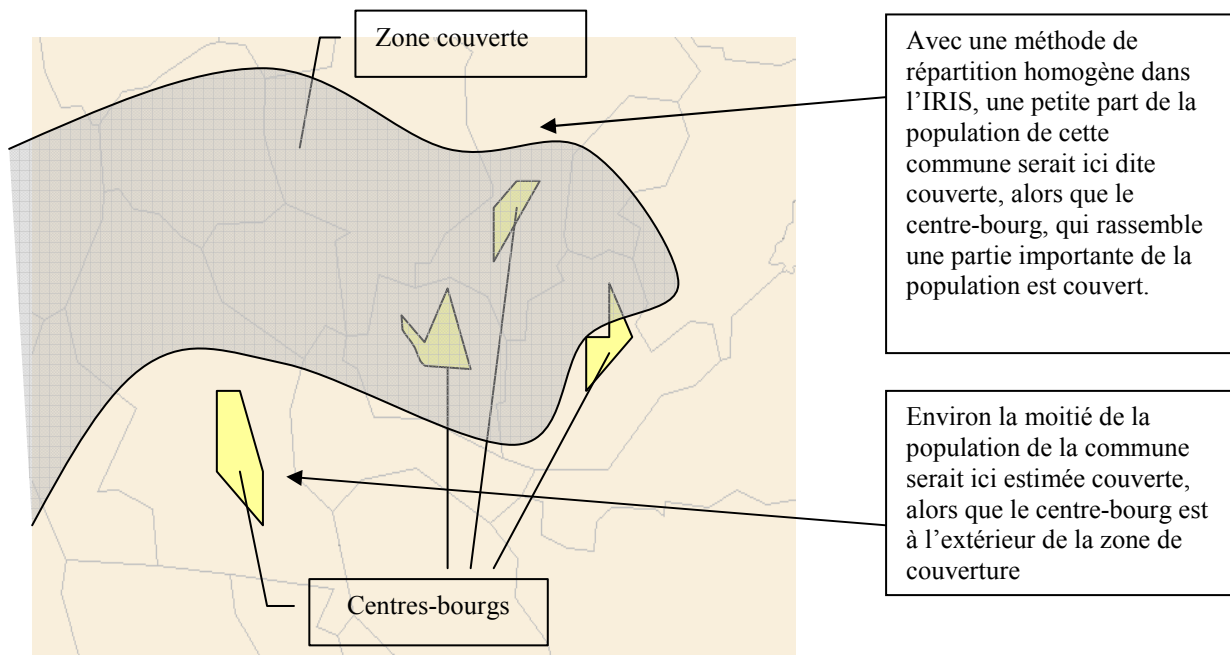 Zone couverte
Avec une méthode de
répartition homogène dans
l’IRIS, une petite part de la
population de cette
commune serait ici dite
couverte, alors que le
centre-bourg, qui rassemble
une partie importante de la
population est couvert.
Environ la moitié de la
population de la commune
serait ici estimée couverte,
alors que le centre-bourg est
à l’extérieur de la zone de
couverture
Centres-bourgs